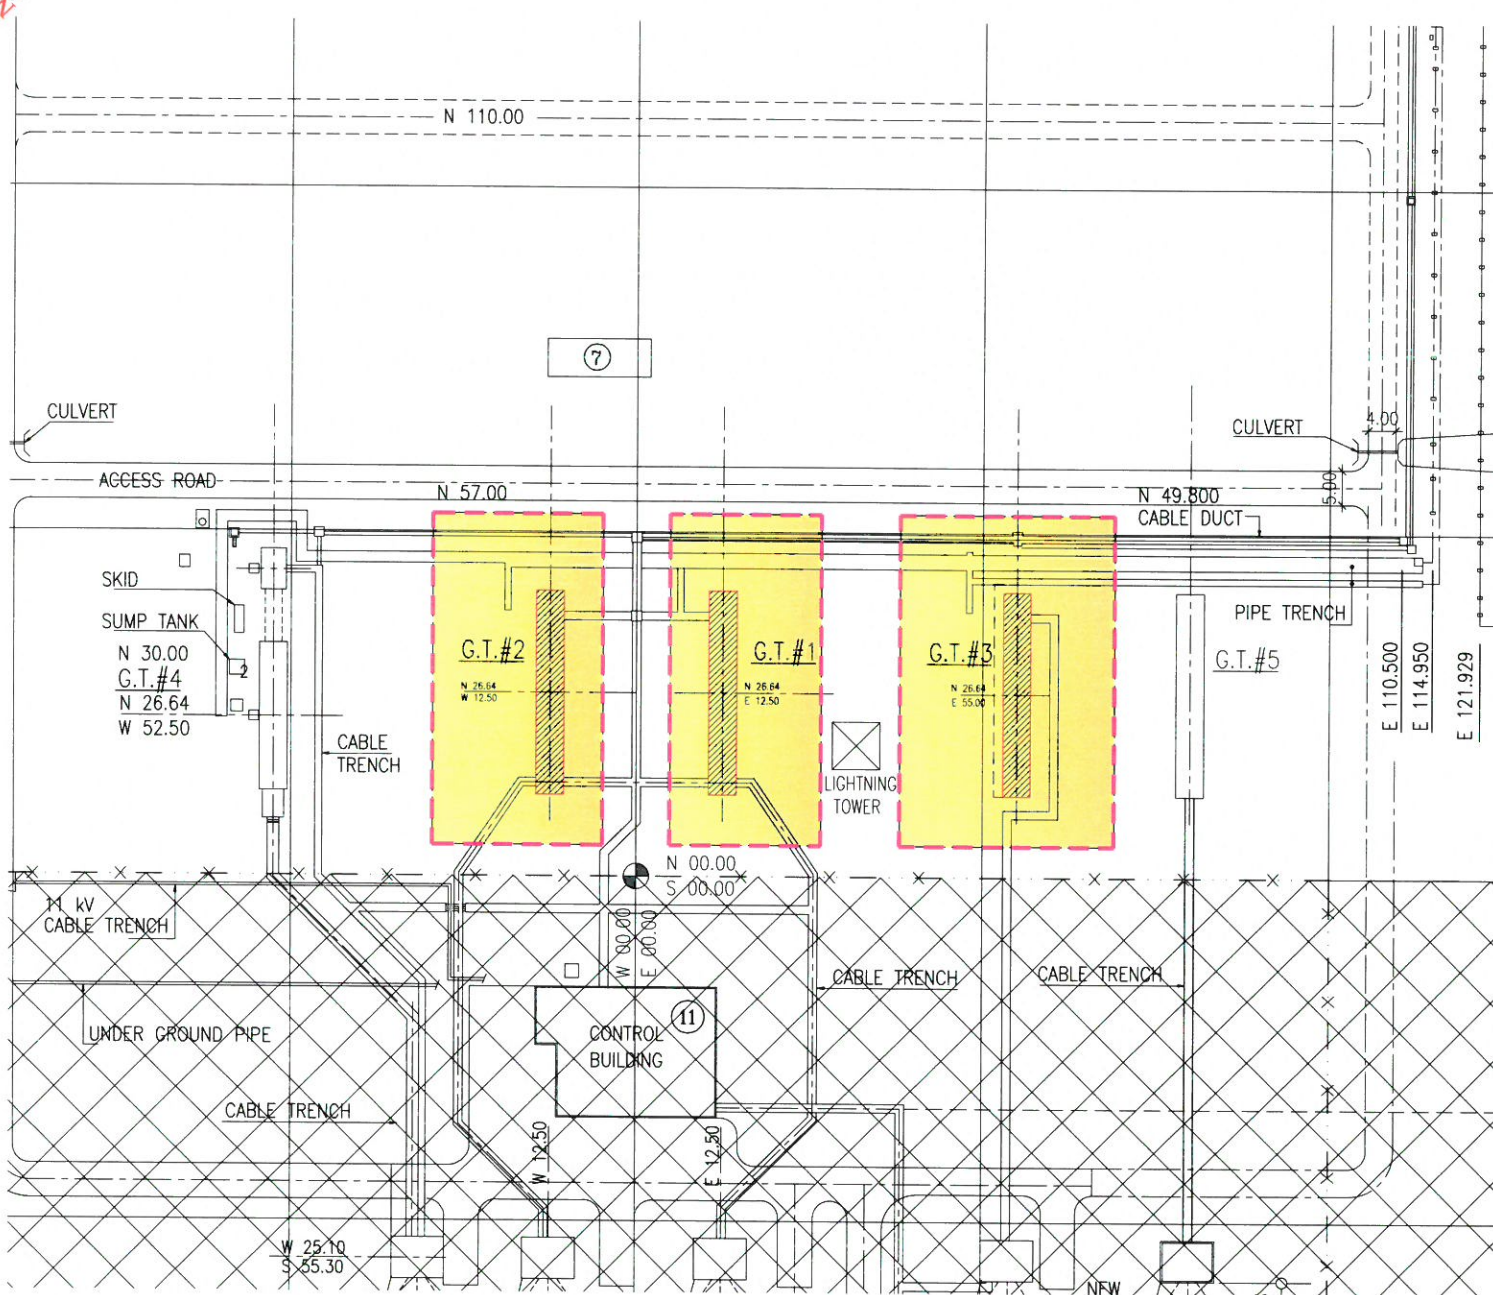 N 110.00
7
CULVERT
4.00
CULVERT
ACCESS ROAD
N 57.00
5.00
N 49.800
CABLE DUCT
SKID
SUMP TANK
N 30.00
G.T.#4
N 26.64
W 52.50
2
G.T.#2
N 26.64
W 12.50
G.T.#1
N 26.64
E 12.50
G.T.#3
N 26.64
E 55.00
PIPE TRENCH
G.T.#5
E 110.500
E 114.950
E 121.929
CABLE
TRENCH
LIGHTNING
TOWER
N 00.00
S 00.00
W 00.00
E 00.00
11 kV
CABLE TRENCH
CABLE TRENCH
CABLE TRENCH
UNDER GROUND PIPE
CONTROL
BUILDING
11
CABLE TRENCH
W 12.50
E 12.50
W 25.10
S 55.30
NEW